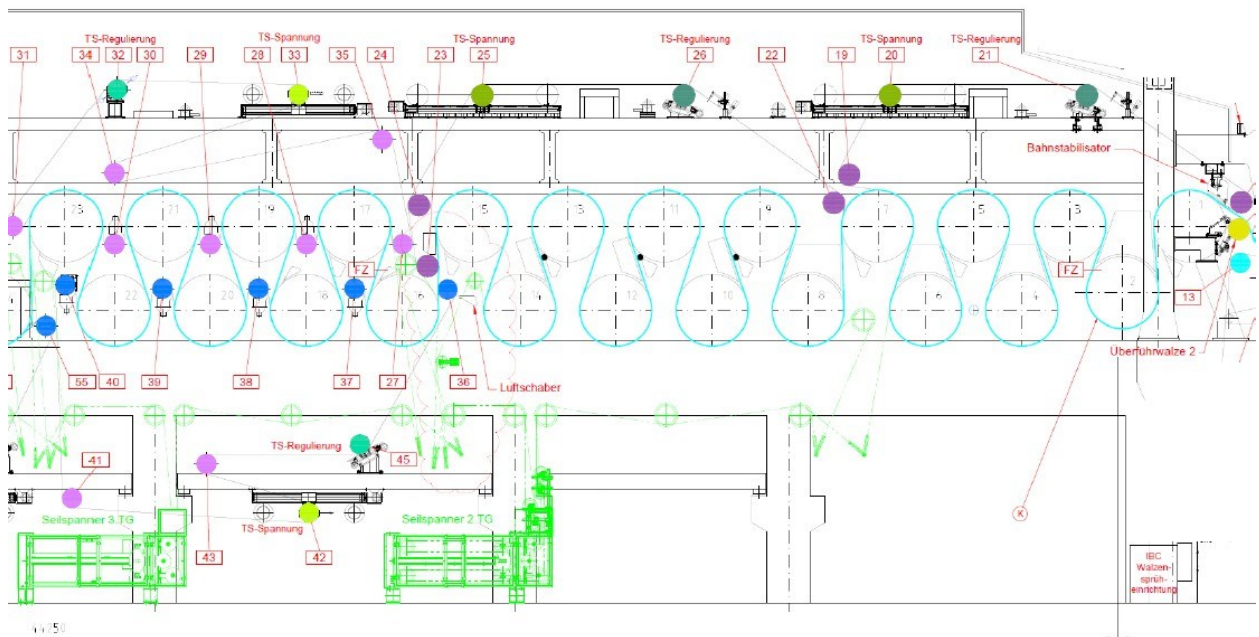 TS-Regulierung
TS-Spannung
TS-Spannung
TS-Regulierung
TS-Spannung
TS-Regulierung
31
34
32
30
29
28
33
35
24
23
25
26
22
19
20
21
Bahnstabilisator
23
21
19
17
15
13
11
9
7
5
3
1
FZ
FZ
22
20
18
16
14
12
10
8
6
4
2
13
Überführwalze 2
55
40
39
38
37
27
36
Luftschaber
K
41
TS-Regulierung
45
Seilspanner 3.TG
TS-Spannung
Seilspanner 2.TG
43
42
IBC
Walzen-
sprüh-
einrichtung
44250